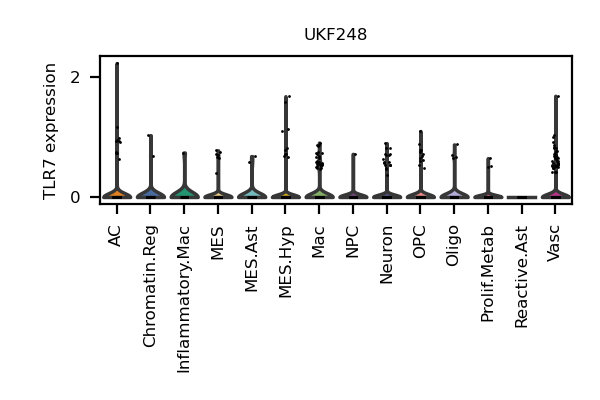 UKF248
TLR7 expression
2
0
AC
Chromatin.Reg
Inflammatory.Mac
MES
MES.Ast
MES.Hyp
Mac
NPC
Neuron
OPC
Oligo
Prolif.Metab
Reactive.Ast
Vasc